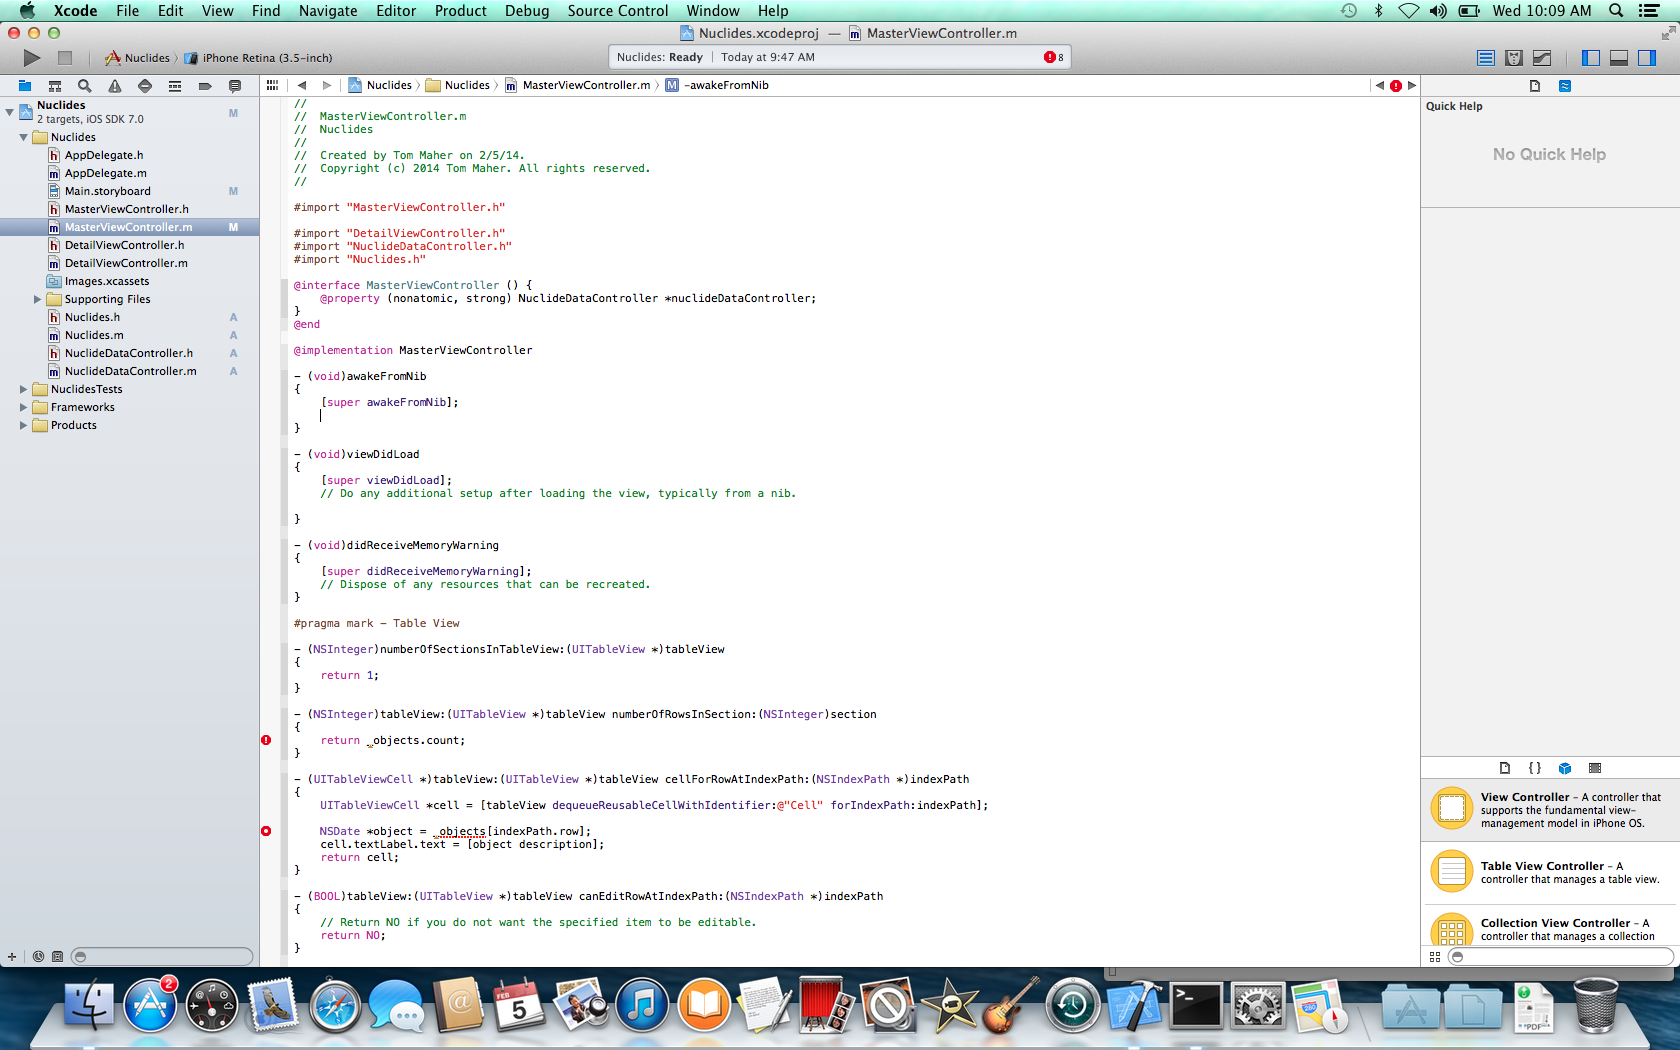 Xcode File Edit View Find Navigate Editor Product Debug Source Control Window Help Wed 10:09 AM
Nuclides.xcodeproj — MasterViewController.m
Nuclides iPhone Retina (3.5-inch) Nuclides: Ready Today at 9:47 AM 8
Nuclides Nuclides MasterViewController.m -awakeFromNib
Nuclides M
2 targets, iOS SDK 7.0
Nuclides
AppDelegate.h
AppDelegate.m
Main.storyboard M
MasterViewController.h
MasterViewController.m M
DetailViewController.h
DetailViewController.m
Images.xcassets
Supporting Files
Nuclides.h A
Nuclides.m A
NuclideDataController.h A
NuclideDataController.m A
NuclidesTests
Frameworks
Products
//
// MasterViewController.m
// Nuclides
//
// Created by Tom Maher on 2/5/14.
// Copyright (c) 2014 Tom Maher. All rights reserved.
//
#import "MasterViewController.h"
#import "DetailViewController.h"
#import "NuclideDataController.h"
#import "Nuclides.h"
@interface MasterViewController () {
@property (nonatomic, strong) NuclideDataController *nuclideDataController;
}
@end
@implementation MasterViewController
- (void)awakeFromNib
{
[super awakeFromNib];
}
- (void)viewDidLoad
{
[super viewDidLoad];
// Do any additional setup after loading the view, typically from a nib.
}
- (void)didReceiveMemoryWarning
{
[super didReceiveMemoryWarning];
// Dispose of any resources that can be recreated.
}
#pragma mark - Table View
- (NSInteger)numberOfSectionsInTableView:(UITableView *)tableView
{
return 1;
}
- (NSInteger)tableView:(UITableView *)tableView numberOfRowsInSection:(NSInteger)section
{
return _objects.count;
}
- (UITableViewCell *)tableView:(UITableView *)tableView cellForRowAtIndexPath:(NSIndexPath *)indexPath
{
UITableViewCell *cell = [tableView dequeueReusableCellWithIdentifier:@"Cell" forIndexPath:indexPath];
NSDate *object = _objects[indexPath.row];
cell.textLabel.text = [object description];
return cell;
}
- (BOOL)tableView:(UITableView *)tableView canEditRowAtIndexPath:(NSIndexPath *)indexPath
{
// Return NO if you do not want the specified item to be editable.
return NO;
}
Quick Help
No Quick Help
{ }
View Controller - A controller that
supports the fundamental view-
management model in iPhone OS.
Table View Controller - A
controller that manages a table view.
Collection View Controller - A
controller that manages a collection
2
FEB
5
PDF